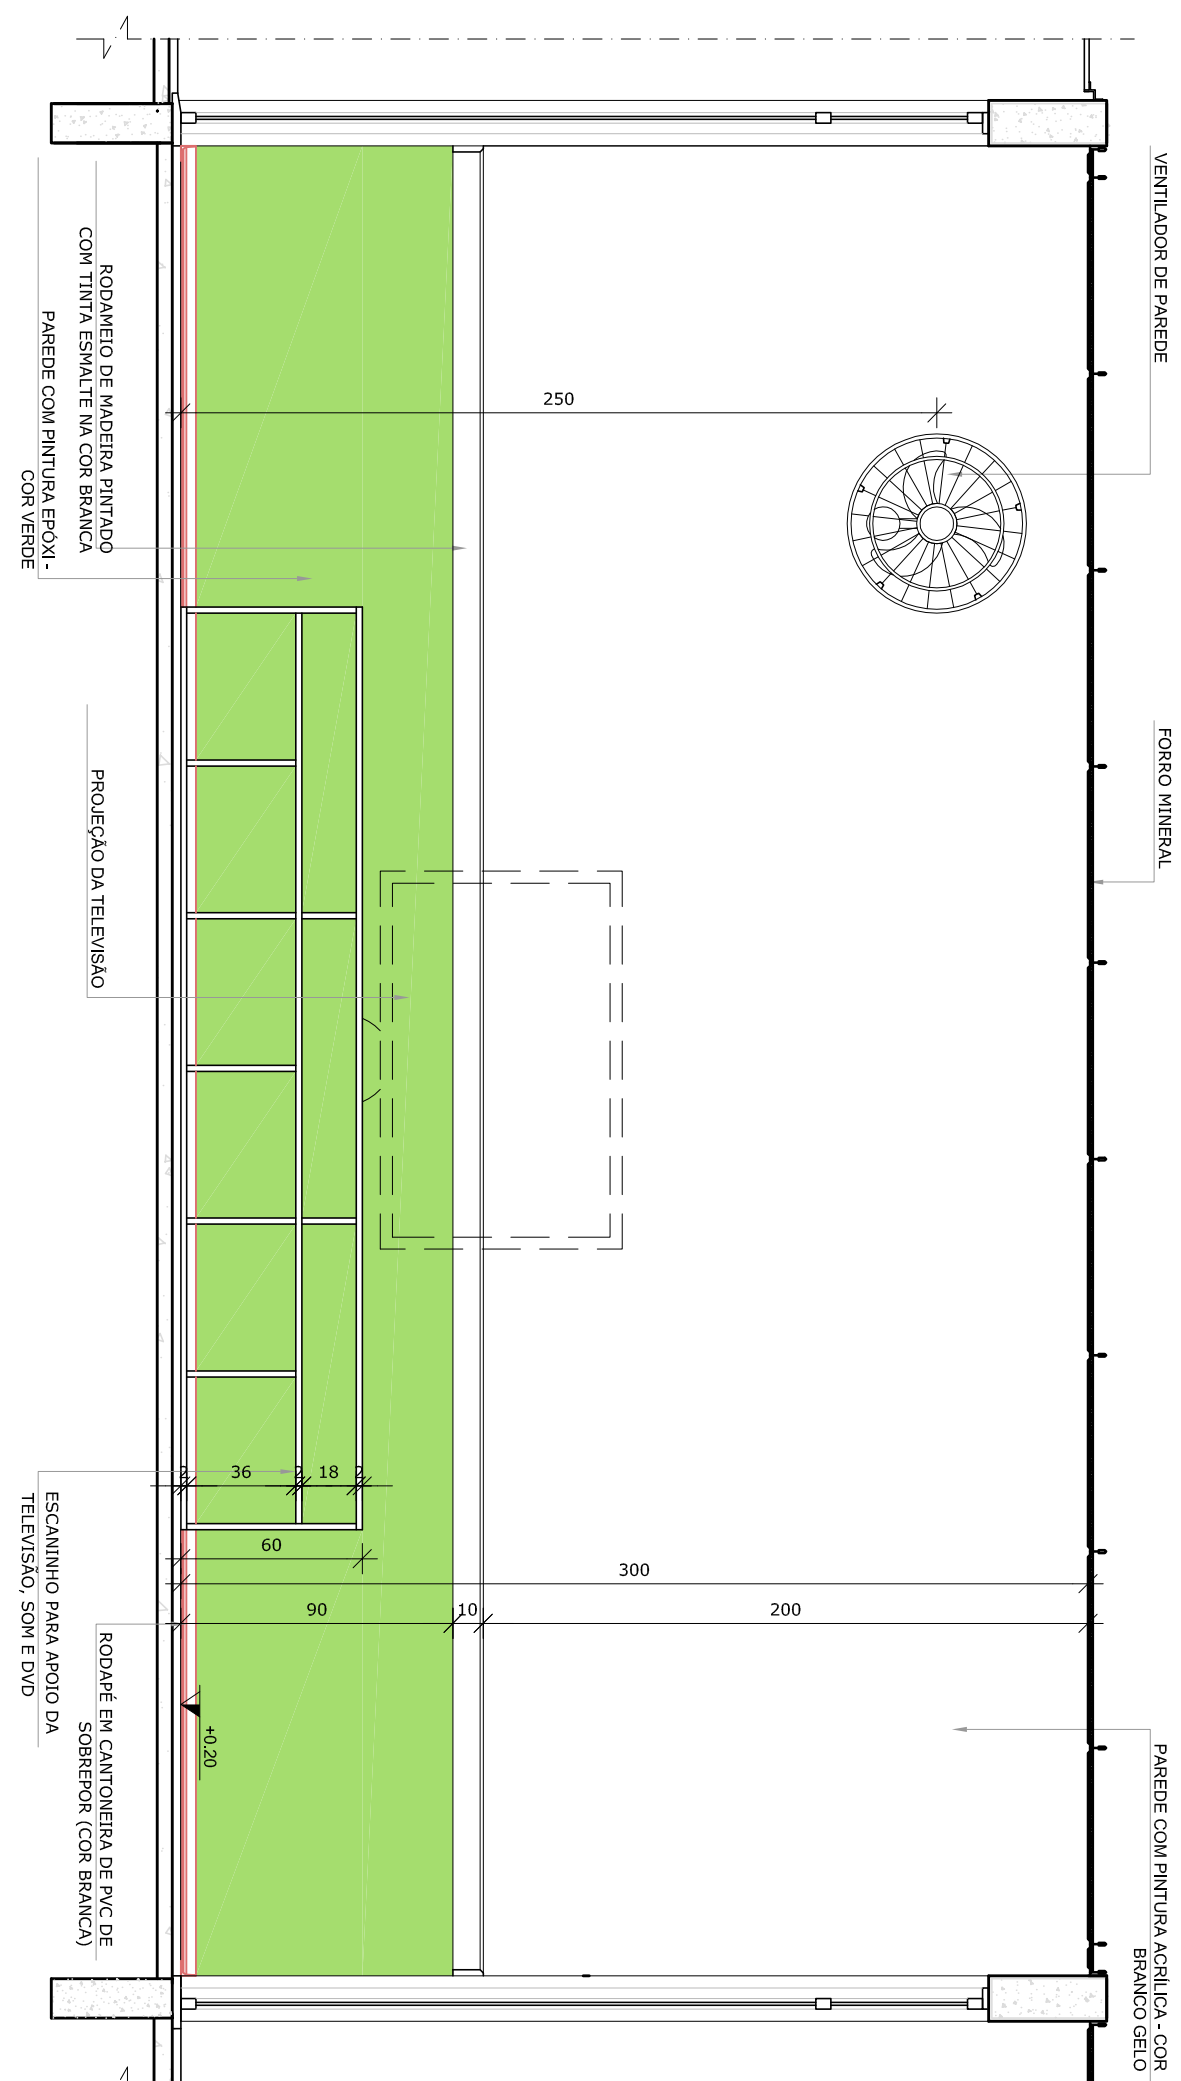 VENTILADOR DE PAREDE
FORRO MINERAL
PAREDE COM PINTURA ACRÍLICA - COR
BRANCO GELO
250
RODAMEIO DE MADEIRA PINTADO
COM TINTA ESMALTE NA COR BRANCA
PAREDE COM PINTURA EPÓXI -
COR VERDE
PROJEÇÃO DA TELEVISÃO
2
36
2
18
2
60
300
90
10
200
+0.20
ESCANINHO PARA APOIO DA
TELEVISÃO, SOM E DVD
RODAPÉ EM CANTONEIRA DE PVC DE
SOBREPOR (COR BRANCA)